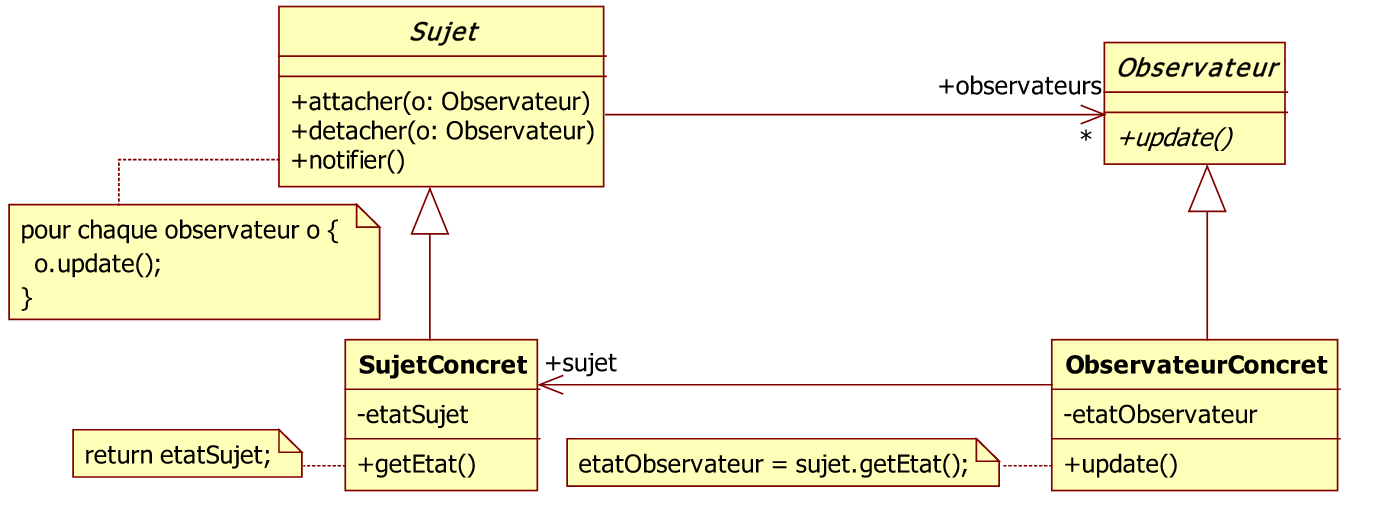 Sujet
+attacher(o: Observateur)
+detacher(o: Observateur)
+notifier()
+observateurs
*
Observateur
+update()
pour chaque observateur o {
o.update();
}
SujetConcret
-etatSujet
+getEtat()
+sujet
return etatSujet;
etatObservateur = sujet.getEtat();
ObservateurConcret
-etatObservateur
+update()